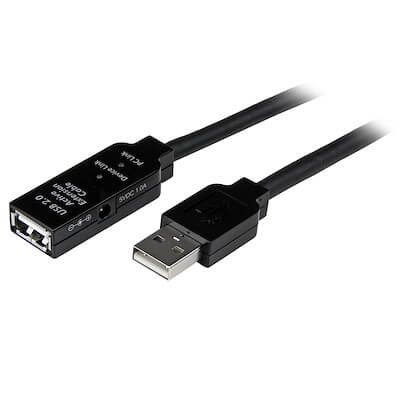 USB 2.0
Active
Extension
Cable
Device Link
PC Link
5VDC 1.0A